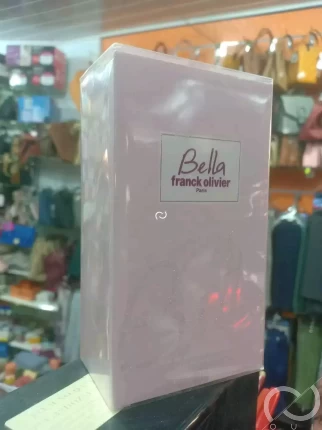 Bella
franck olivier
Paris